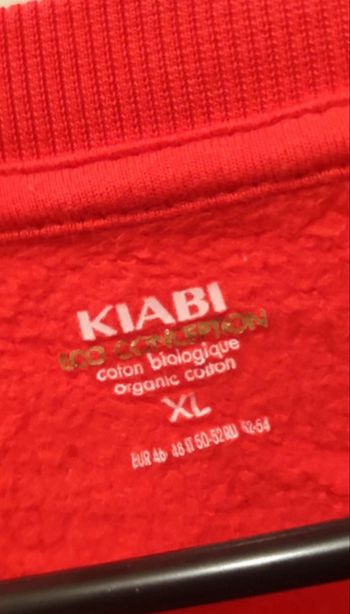 KIABI
ECO CONCEPTION
coton biologique
organic cotton
XL
EUR 46-48 IT 50-52 RU 52-54